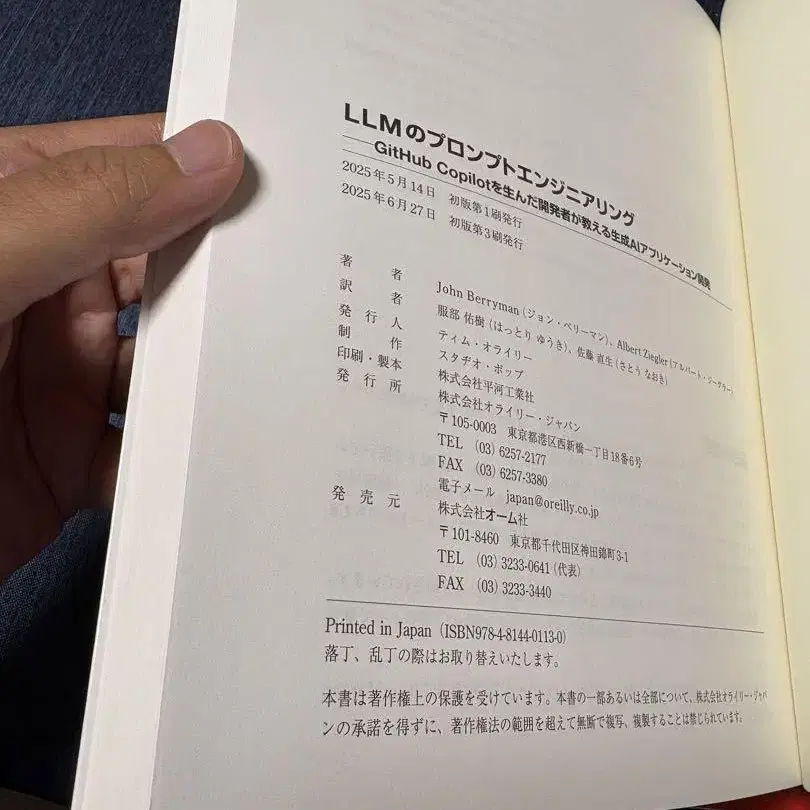 LLMのプロンプトエンジニアリング
――GitHub Copilotを生んだ開発者が教える生成AIアプリケーション開発
2025年5月14日 初版第1刷発行
2025年6月27日 初版第3刷発行
著者 John Berryman(ジョン・ベリーマン)、Albert Ziegler(アルバート・ジーグラー)
訳者 服部 佑樹(はっとり ゆうき)、佐藤 直生(さとう なおき)
発行人 ティム・オライリー
制作 スタヂオ・ポップ
印刷・製本 株式会社平河工業社
発行所 株式会社オライリー・ジャパン
〒105-0003 東京都港区西新橋一丁目18番6号
TEL (03)6257-2177
FAX (03)6257-3380
電子メール japan@oreilly.co.jp
発売元 株式会社オーム社
〒101-8460 東京都千代田区神田錦町3-1
TEL (03)3233-0641(代表)
FAX (03)3233-3440
Printed in Japan(ISBN978-4-8144-0113-0)
落丁、乱丁の際はお取り替えいたします。
本書は著作権上の保護を受けています。本書の一部あるいは全部について、株式会社オライリー・ジャパ
ンの承諾を得ずに、著作権法の範囲を超えて無断で複写、複製することは禁じられています。